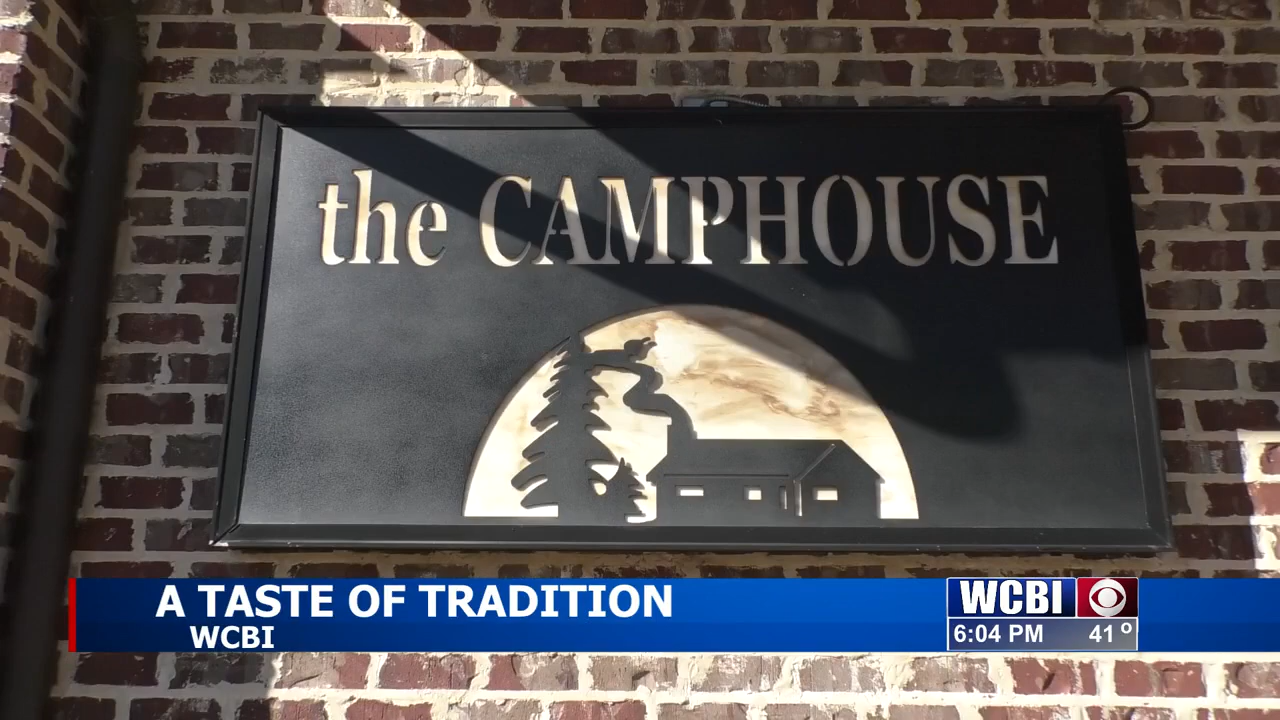 the CAMPHOUSE
A TASTE OF TRADITION
WCBI
WCBI
6:04 PM 41°